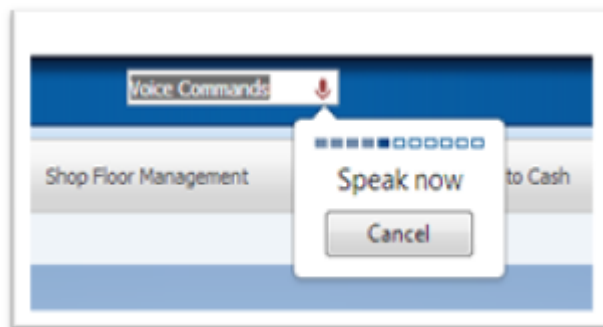 Voice Commands
Speak now
Shop Floor Management
to Cash
Cancel